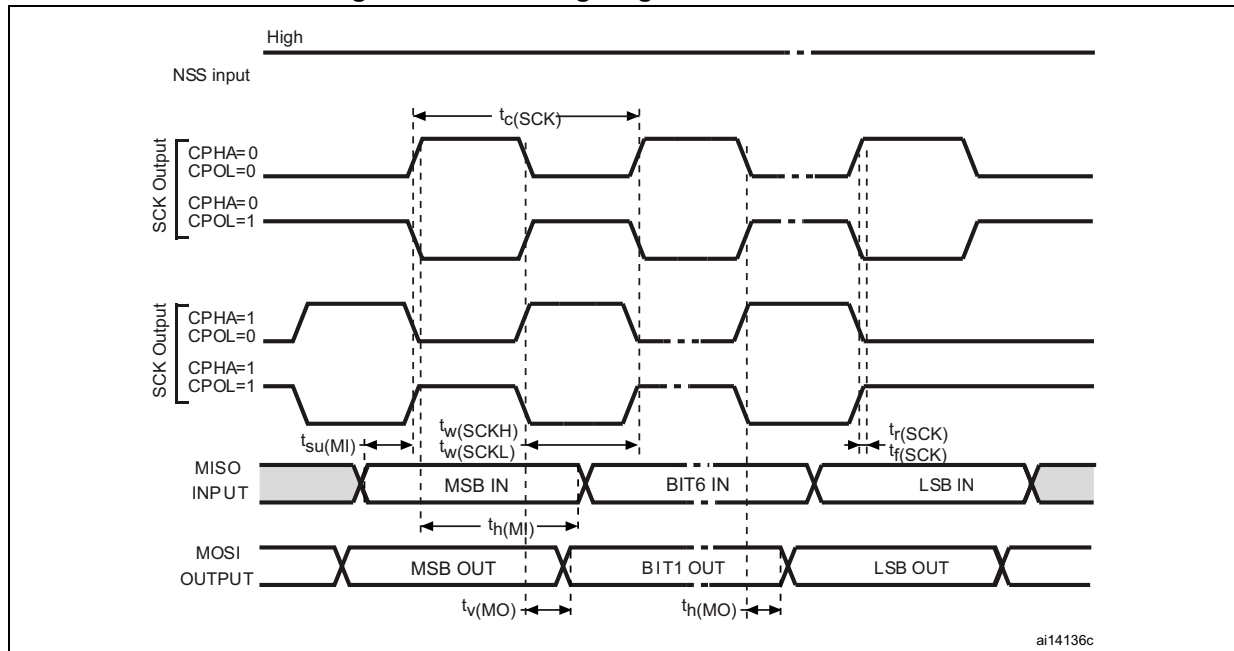 High
NSS input
tc(SCK)
SCK Output
CPHA=0
CPOL=0
CPHA=0
CPOL=1
SCK Output
CPHA=1
CPOL=0
CPHA=1
CPOL=1
tsu(MI)
tw(SCKH)
tw(SCKL)
tr(SCK)
tf(SCK)
MISO
INPUT
MSB IN
BIT6 IN
LSB IN
th(MI)
MOSI
OUTPUT
MSB OUT
BIT1 OUT
LSB OUT
tv(MO)
th(MO)
ai14136c